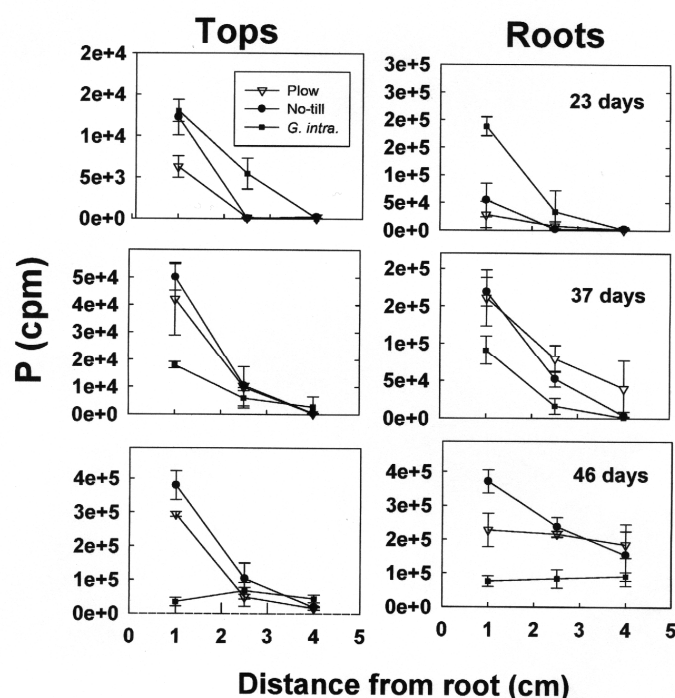 Tops
Roots
2e+4
2e+4
1e+4
5e+3
0e+0
Plow
No-till
G. intra.
3e+5
3e+5
2e+5
2e+5
1e+5
5e+4
0e+0
23 days
P (cpm)
5e+4
4e+4
3e+4
2e+4
1e+4
0e+0
2e+5
2e+5
1e+5
5e+4
0e+0
37 days
4e+5
3e+5
2e+5
1e+5
0e+0
4e+5
3e+5
2e+5
1e+5
0e+0
46 days
0 1 2 3 4 5
0 1 2 3 4 5
Distance from root (cm)